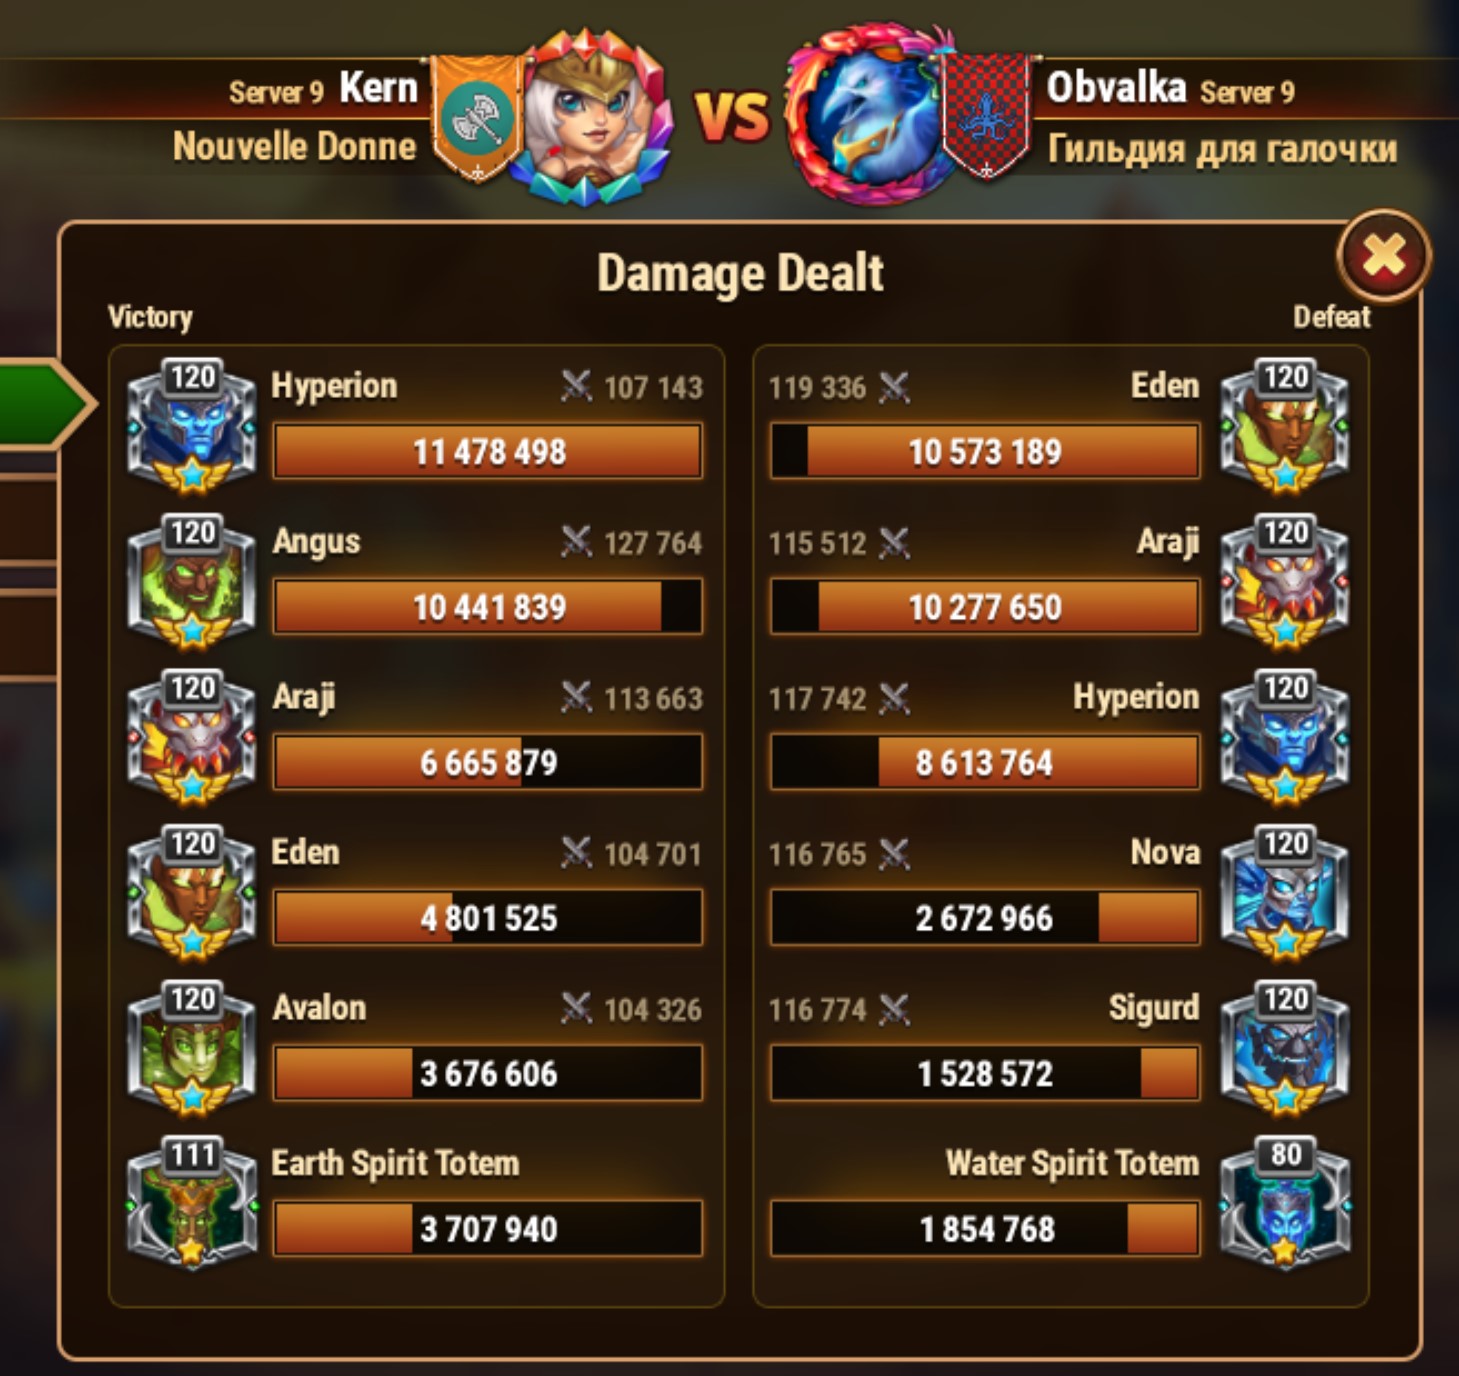 Server 9 Kern VS Obvalka Server 9
Nouvelle Donne Гильдия для галочки
Damage Dealt
Victory Defeat
120 Hyperion 107 143
11 478 498
120 Angus 127 764
10 441 839
120 Araji 113 663
6 665 879
120 Eden 104 701
4 801 525
120 Avalon 104 326
3 676 606
111 Earth Spirit Totem
3 707 940
119 336 Eden 120
10 573 189
115 512 Araji 120
10 277 650
117 742 Hyperion 120
8 613 764
116 765 Nova 120
2 672 966
116 774 Sigurd 120
1 528 572
Water Spirit Totem 80
1 854 768